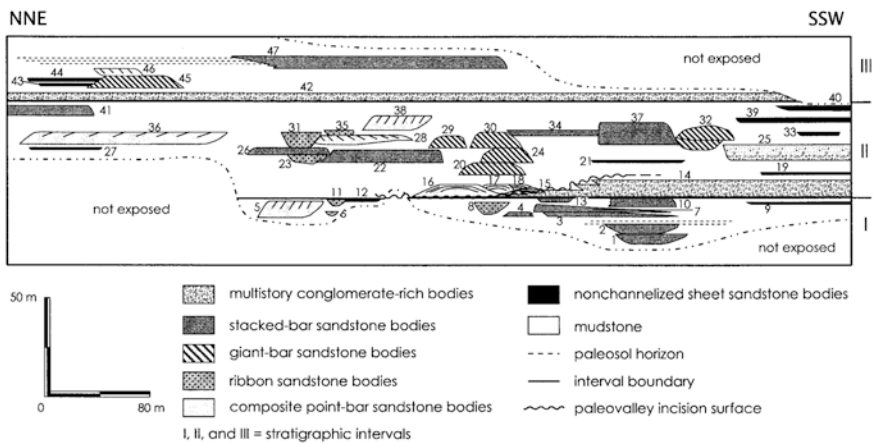 NNE SSW
47 not exposed
44 46 45 III
43
42
40
41 38 39
36 31 35 30 34 37 32 33
28 29 25 II
27 26 22 24 21
23 20 19
17 18 14
16 15
not exposed 11 12 13 10 9
5 6 8 4 7 I
3
2
1 not exposed
50 m
0 80 m
multistory conglomerate-rich bodies
stacked-bar sandstone bodies
giant-bar sandstone bodies
ribbon sandstone bodies
composite point-bar sandstone bodies
I, II, and III = stratigraphic intervals
nonchannelized sheet sandstone bodies
mudstone
paleosol horizon
interval boundary
paleovalley incision surface